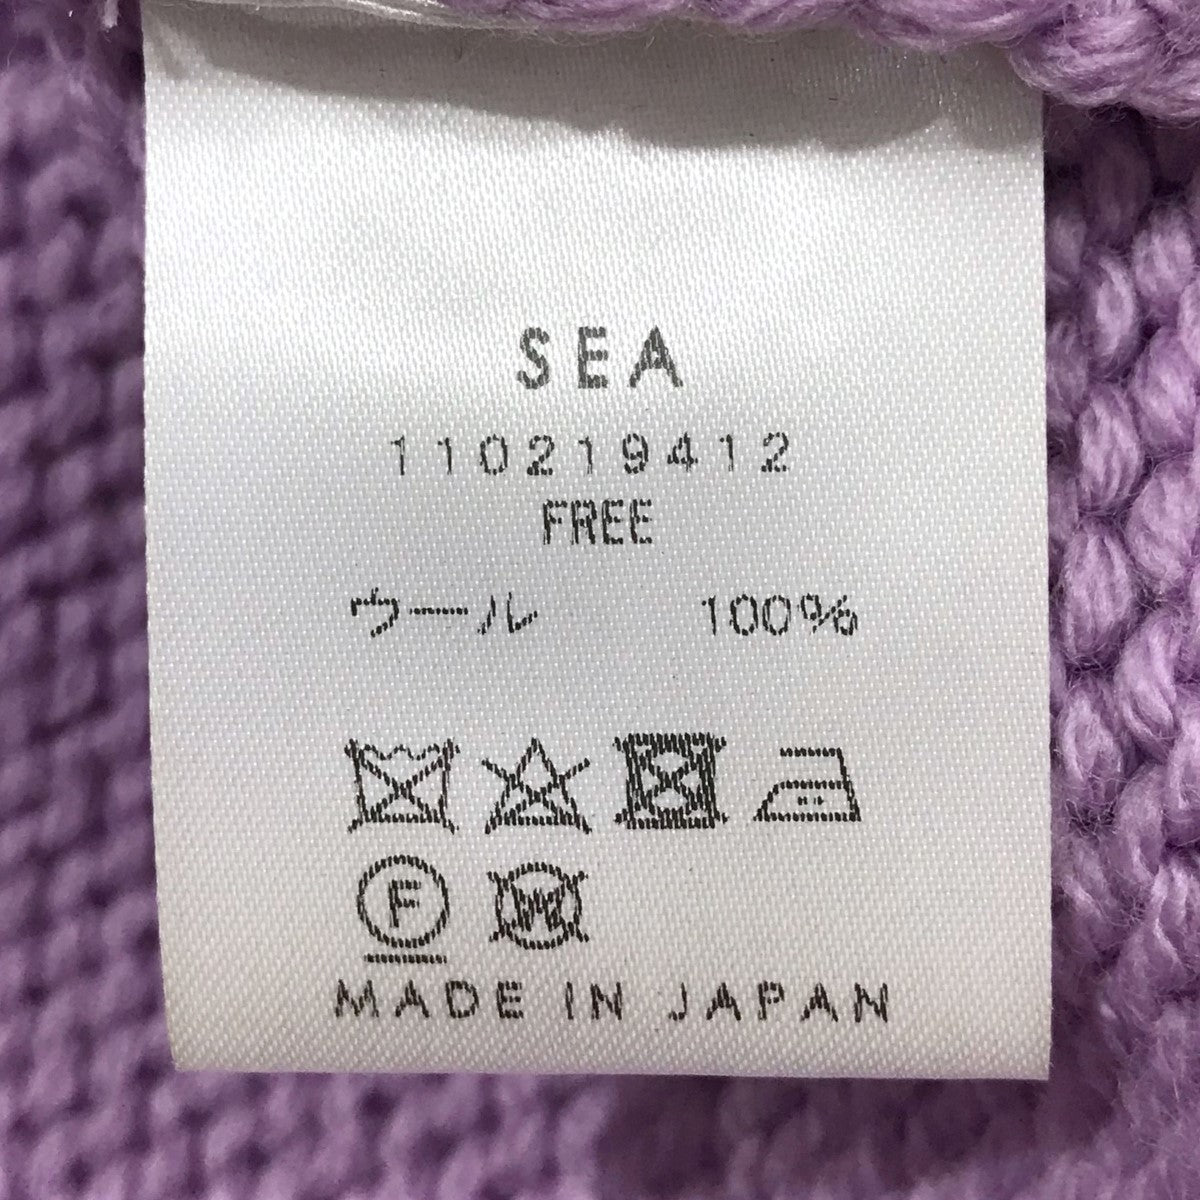 SEA
110219412
FREE
ウール 100%
F W
MADE IN JAPAN